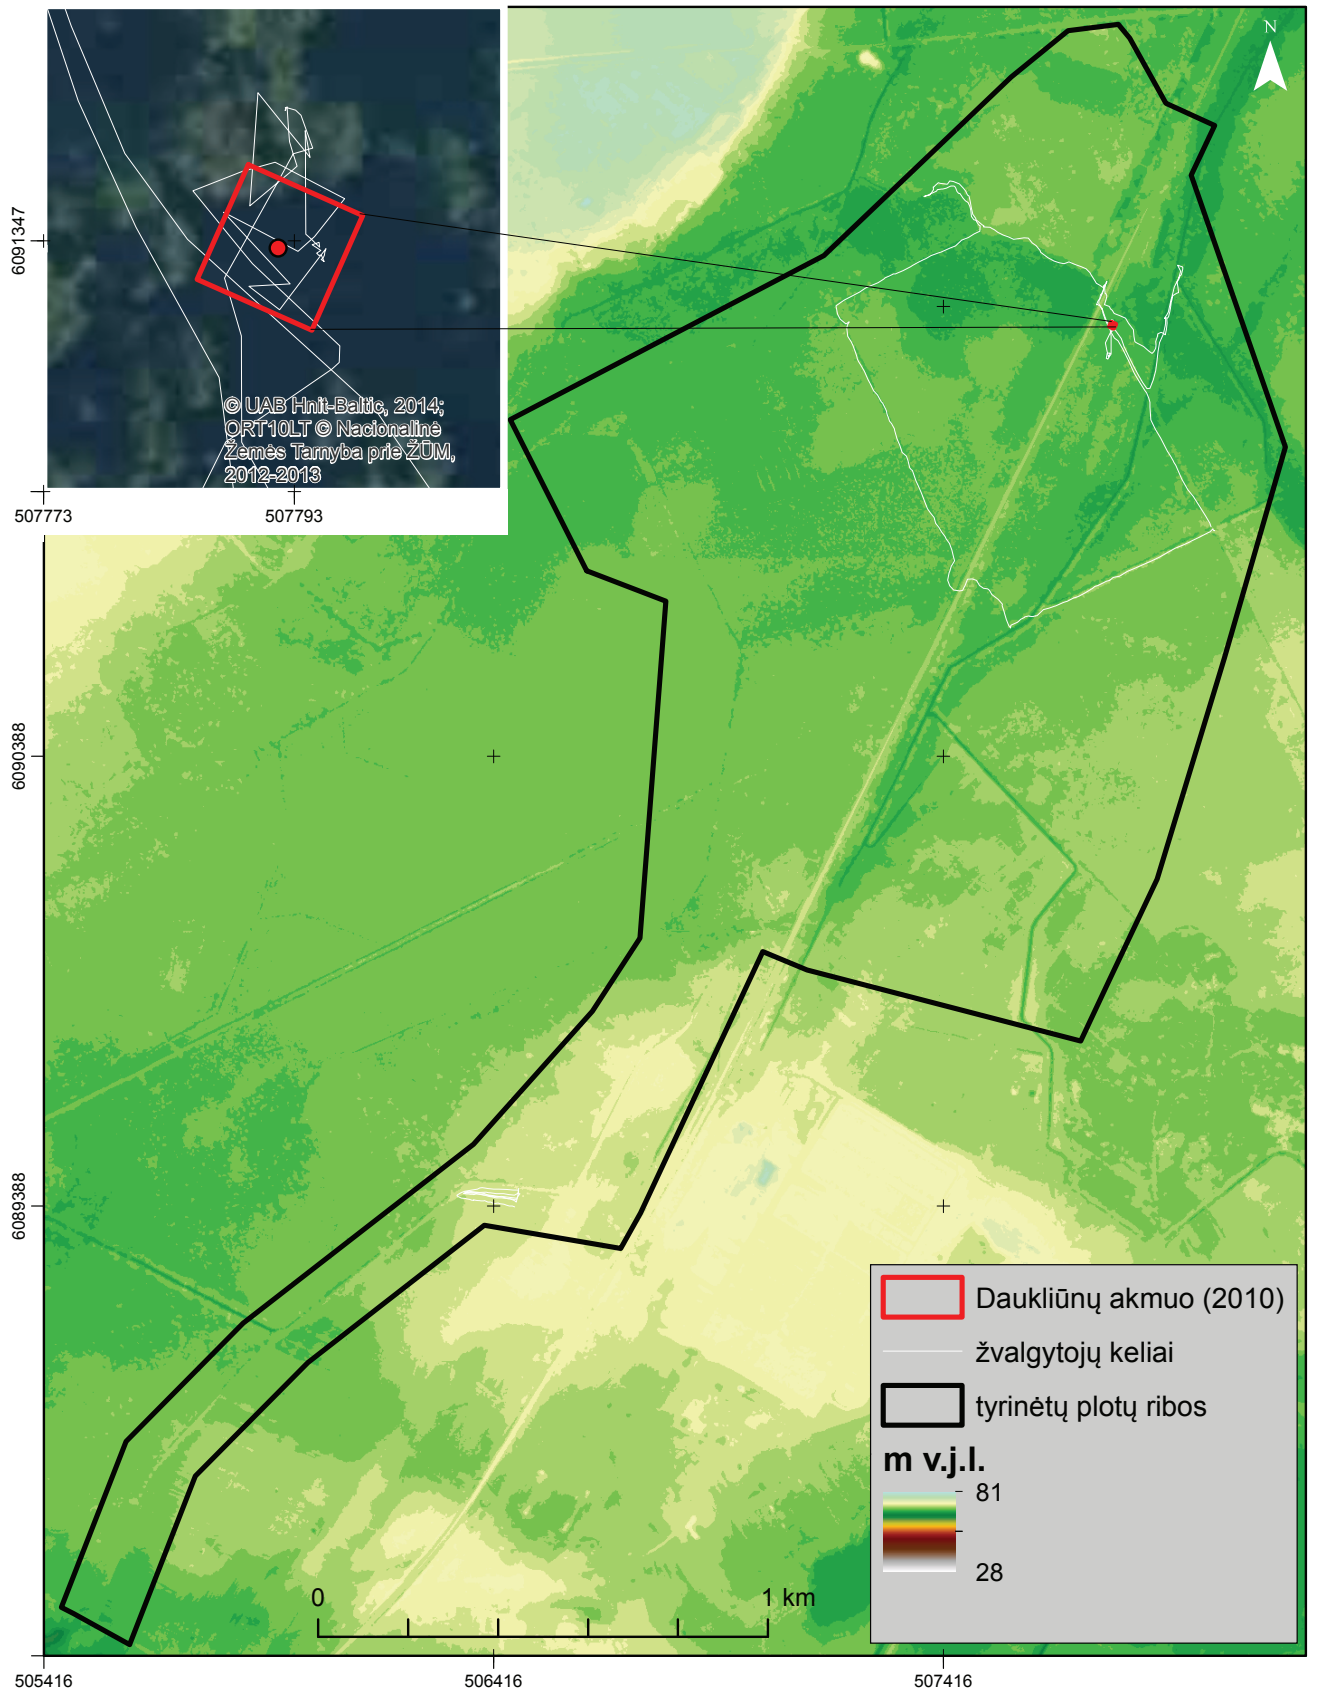 N
6091347
© UAB Hnit-Baltic, 2014;
ORT10LT © Nacionalinė
Žemės Tarnyba prie ŽŪM,
2012-2013
507773
507793
6090388
6089388
Daukliūnų akmuo (2010)
žvalgytojų keliai
tyrinėtų plotų ribos
m v.j.l.
81
28
0
1 km
505416
506416
507416